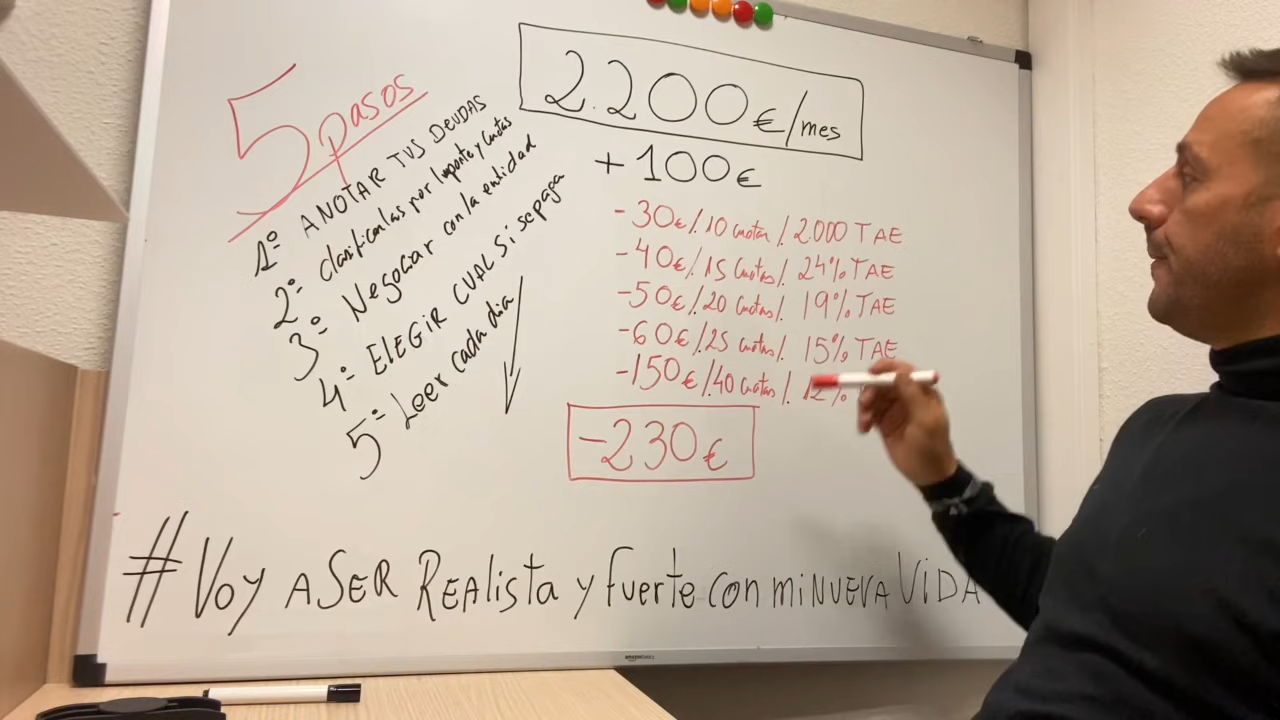 5 pasos
1º ANOTAR TUS DEUDAS
2º clasificarlas por Importe y Cuotas
3º Negociar con la entidad
4º ELEGIR CUAL Si se paga
5º Leer cada dia
2.200€/mes
+100€
-30€/.10 cuotas/. 2.000 TAE
-40€/.15 Cuotas/. 24% TAE
-50€/.20 Cuotas/. 19% TAE
-60€/.25 Cuotas/. 15% TAE
-150€/.40 Cuotas/. 12%
-230€
#VOY A SER REAlista y fuerte con mi NUEVA ViDA